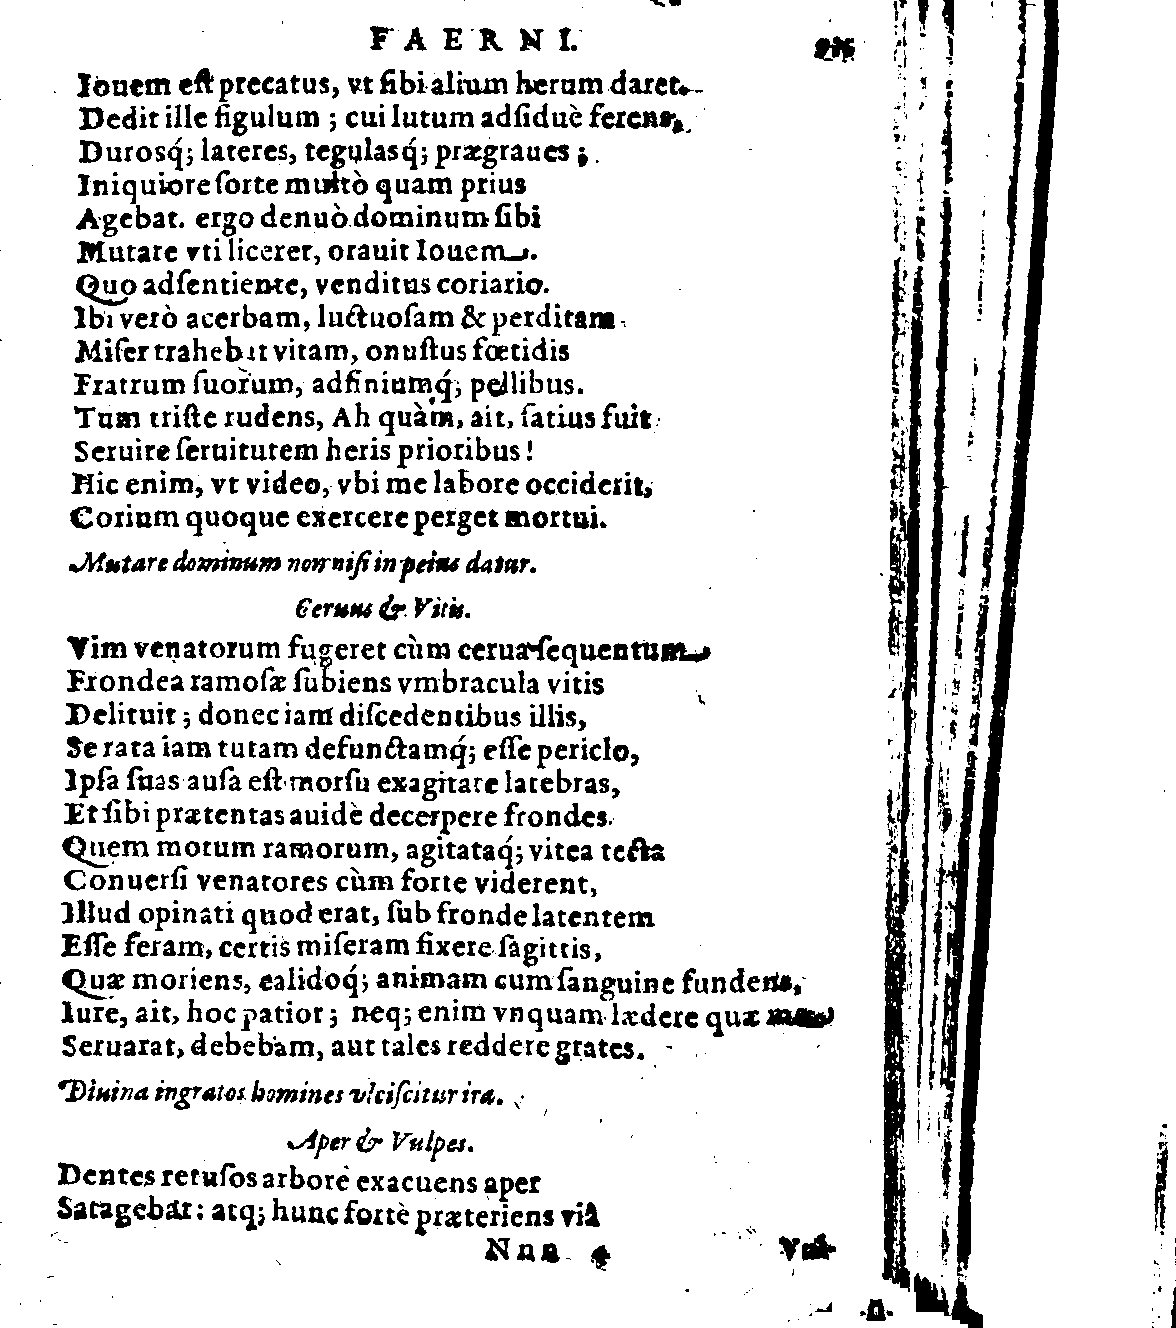 FAERNI.
Iouem eſt precatus, vt ſibi alium herum daret.
Dedit ille figulum ; cui lutum adſiduè ferens,
Duroſq́; lateres, tegulaſq́; prægraues ;
Iniquiore ſorte multò quam prius
Agebat. ergo denuò dominum ſibi
Mutare vti liceret, orauit Iouem.
Quo adſentiente, venditus coriario.
Ibi verò acerbam, luctuoſam & perditam
Miſer trahebat vitam, onuſtus fœtidis
Fratrum ſuorum, adfiniumq́; pellibus.
Tum triſte rudens, Ah quàm, ait, ſatius fuit
Seruire ſeruitutem heris prioribus!
Hic enim, vt video, vbi me labore occiderit,
Corium quoque exercere perget mortui.
Mutare dominum non niſi in peius datur.
Ceruus & Vitis.
Vim venatorum fugeret cùm cerua ſequentum
Frondea ramoſæ ſubiens vmbracula vitis
Delituit ; donec iam diſcedentibus illis,
Se rata iam tutam defunctamq́; eſſe periclo,
Ipſa ſuas auſa eſt morſu exagitare latebras,
Et ſibi prætentas auidè decerpere frondes.
Quem motum ramorum, agitataq́; vitea tecta
Conuerſi venatores cùm forte viderent,
Illud opinati quod erat, ſub fronde latentem
Eſſe feram, certis miſeram fixere ſagittis,
Quæ moriens, calidoq́; animam cum ſanguine fundens,
Iure, ait, hoc patior ; neq; enim vnquam lædere quæ me
Seruarat, debebam, aut tales reddere grates.
Diuina ingratos homines vlciſcitur ira.
Aper & Vulpes.
Dentes retuſos arbore exacuens aper
Satagebat: atq; hunc fortè præteriens viâ
Nnn 4 Vul-